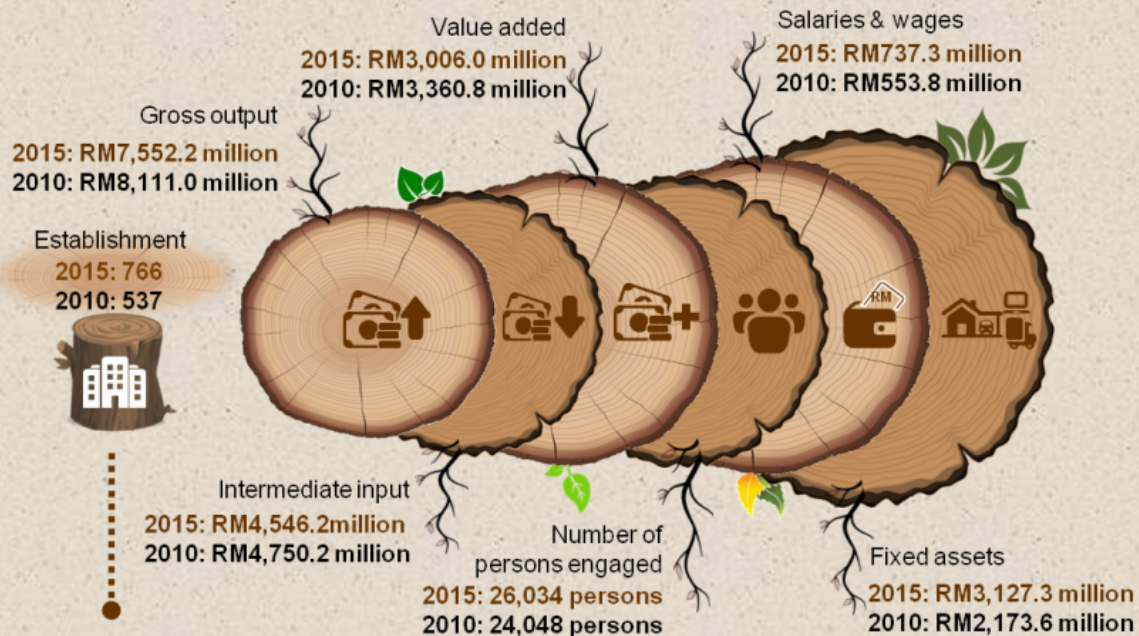 Value added
2015: RM3,006.0 million
2010: RM3,360.8 million
Salaries & wages
2015: RM737.3 million
2010: RM553.8 million
Gross output
2015: RM7,552.2 million
2010: RM8,111.0 million
Establishment
2015: 766
2010: 537
RM
Intermediate input
2015: RM4,546.2million
2010: RM4,750.2 million
Number of
persons engaged
2015: 26,034 persons
2010: 24,048 persons
Fixed assets
2015: RM3,127.3 million
2010: RM2,173.6 million